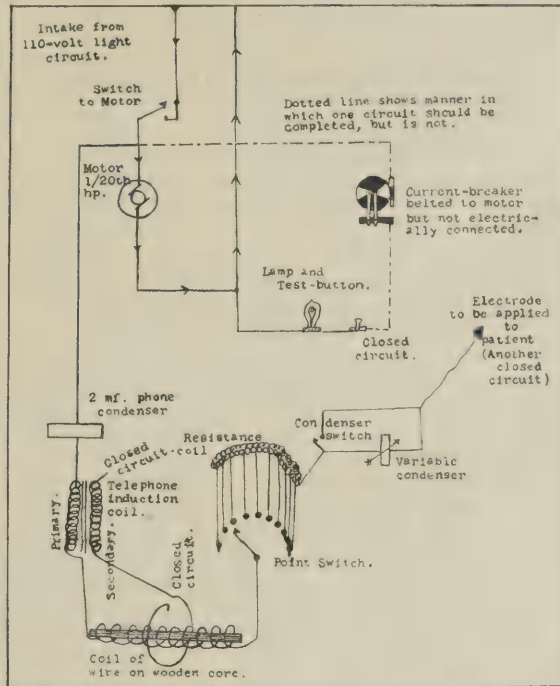 Intake from
110-volt light
circuit.
Switch
to Motor
Dotted line shows manner in
which one circuit should be
completed, but is not.
Motor
1/20th
hp.
Current-breaker
belted to motor
but not electric-
ally connected.
Lamp and
Test-button.
Closed
circuit.
Electrode
to be applied
to
patient
(Another
closed
circuit)
2 mf. phone
condenser
Condenser
switch
Variable
condenser
Resistance
coil
Closed
circuit
Telephone
induction
coil.
Primary.
Secondary.
Closed
circuit.
Point Switch.
Coil of
wire on wooden core.